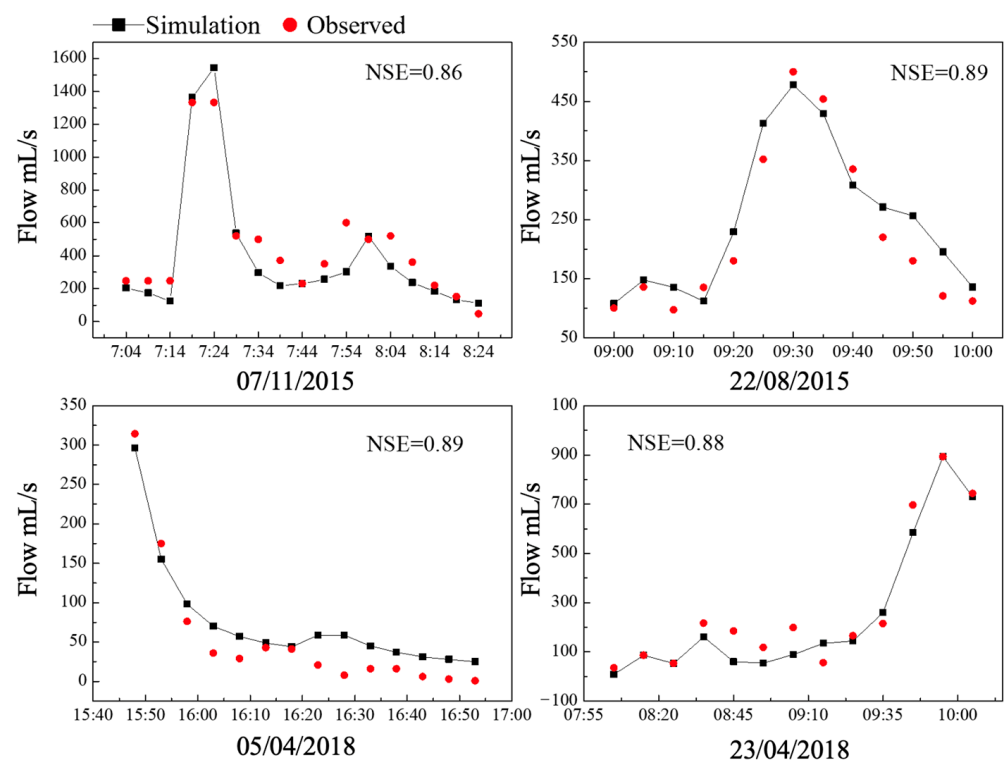 Simulation Observed
NSE=0.86
Flow mL/s
1600
1400
1200
1000
800
600
400
200
0
7:04 7:14 7:24 7:34 7:44 7:54 8:04 8:14 8:24
07/11/2015
NSE=0.89
Flow mL/s
550
450
350
250
150
50
09:00 09:10 09:20 09:30 09:40 09:50 10:00
22/08/2015
NSE=0.89
Flow mL/s
350
300
250
200
150
100
50
0
15:40 15:50 16:00 16:10 16:20 16:30 16:40 16:50 17:00
05/04/2018
NSE=0.88
Flow mL/s
900
700
500
300
100
−100
07:55 08:20 08:45 09:10 09:35 10:00
23/04/2018